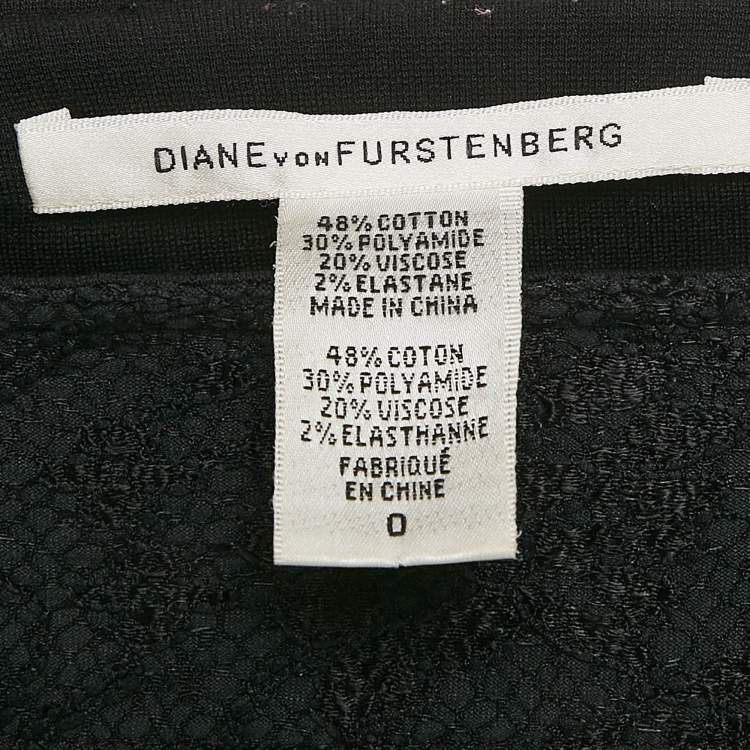 DIANE von FURSTENBERG
48% COTTON
30% POLYAMIDE
20% VISCOSE
2% ELASTANE
MADE IN CHINA
48% COTON
30% POLYAMIDE
20% VISCOSE
2% ELASTHANNE
FABRIQUÉ
EN CHINE
0